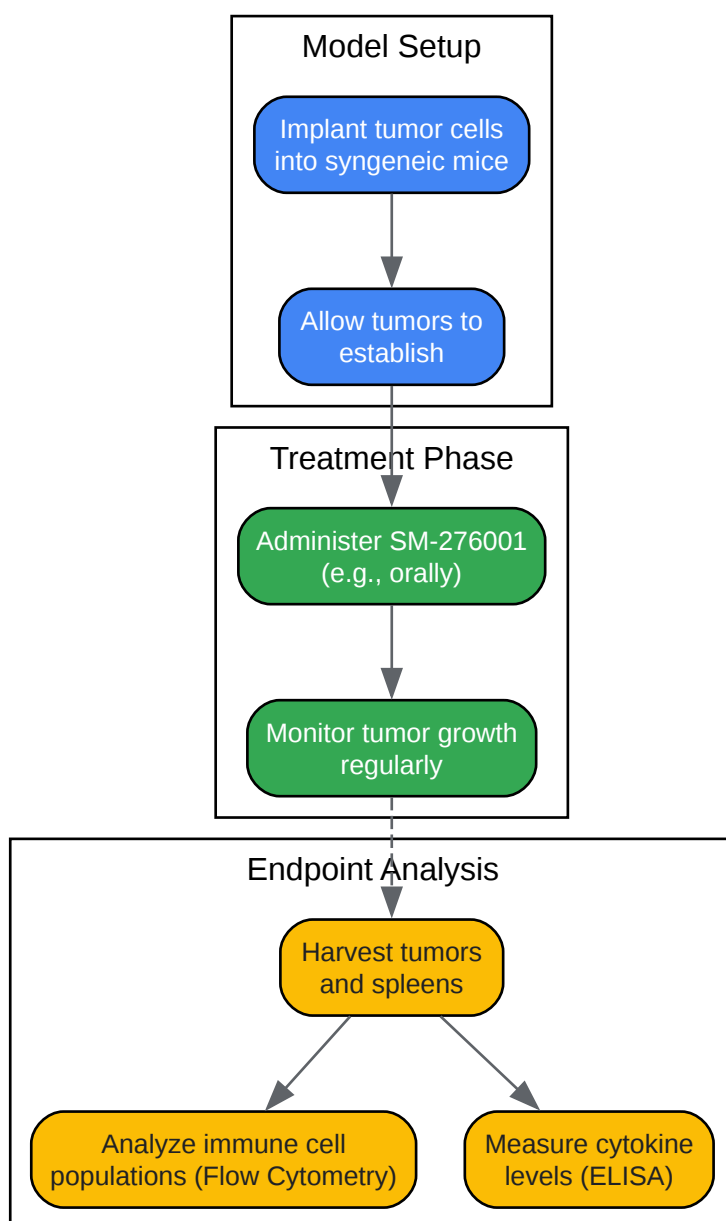 Model Setup
Implant tumor cells
into syngeneic mice
Allow tumors to
establish
Treatment Phase
Administer SM-276001
(e.g., orally)
Monitor tumor growth
regularly
Endpoint Analysis
Harvest tumors
and spleens
Analyze immune cell
populations (Flow Cytometry)
Measure cytokine
levels (ELISA)